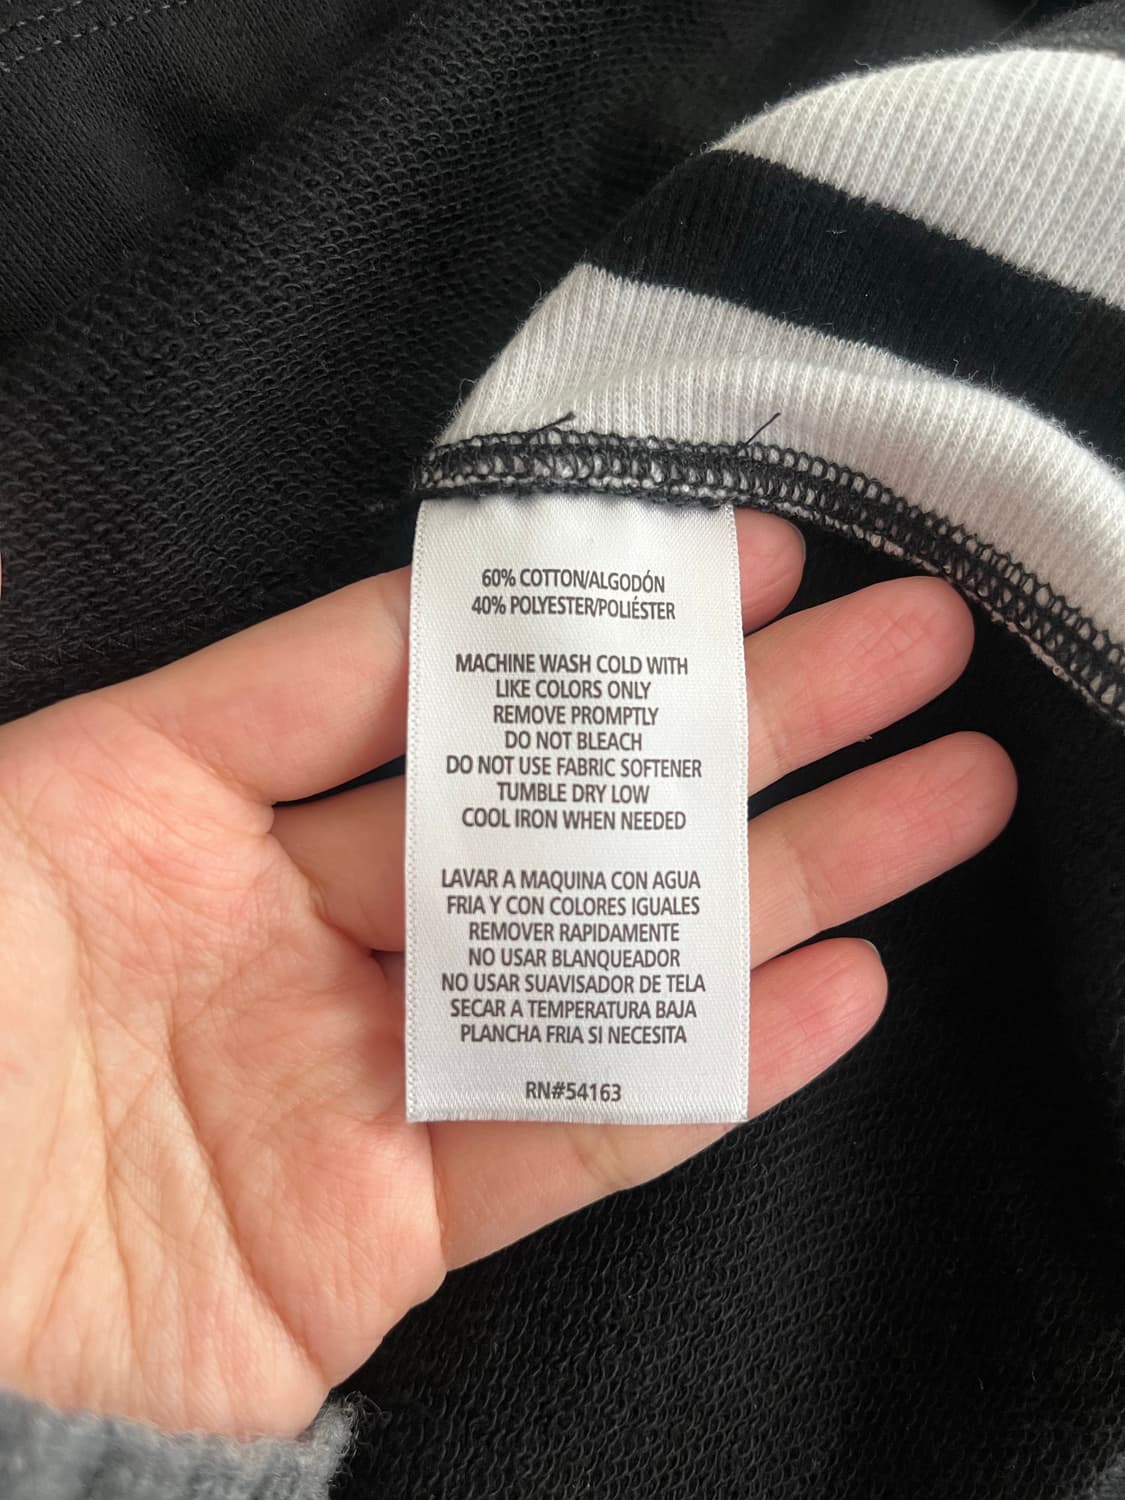 60% COTTON/ALGODÓN
40% POLYESTER/POLIÉSTER
MACHINE WASH COLD WITH
LIKE COLORS ONLY
REMOVE PROMPTLY
DO NOT BLEACH
DO NOT USE FABRIC SOFTENER
TUMBLE DRY LOW
COOL IRON WHEN NEEDED
LAVAR A MAQUINA CON AGUA
FRIA Y CON COLORES IGUALES
REMOVER RAPIDAMENTE
NO USAR BLANQUEADOR
NO USAR SUAVISADOR DE TELA
SECAR A TEMPERATURA BAJA
PLANCHA FRIA SI NECESITA
RN#54163